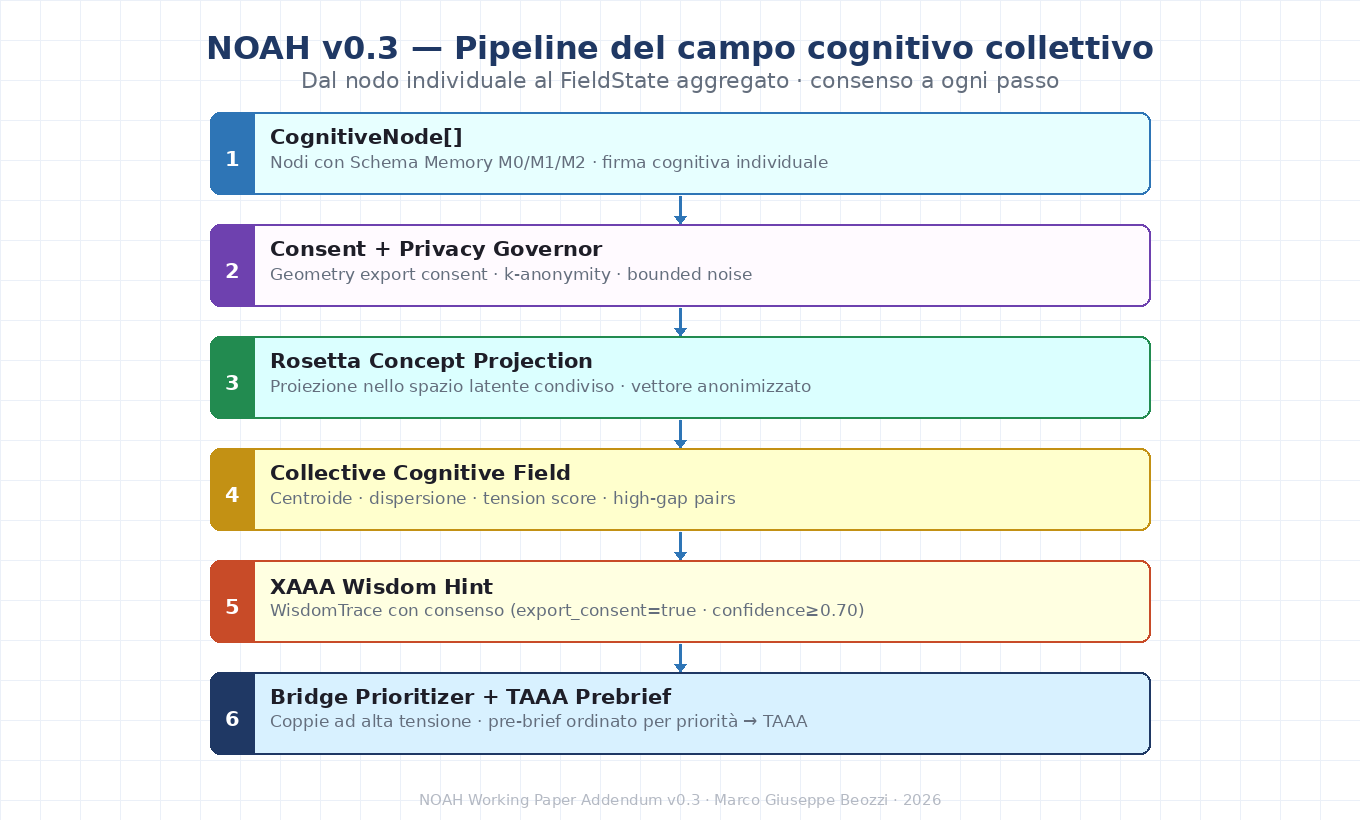 NOAH v0.3 — Pipeline del campo cognitivo collettivo
Dal nodo individuale al FieldState aggregato · consenso a ogni passo
1
CognitiveNode[]
Nodi con Schema Memory M0/M1/M2 · firma cognitiva individuale
2
Consent + Privacy Governor
Geometry export consent · k-anonymity · bounded noise
3
Rosetta Concept Projection
Proiezione nello spazio latente condiviso · vettore anonimizzato
4
Collective Cognitive Field
Centroide · dispersione · tension score · high-gap pairs
5
XAAA Wisdom Hint
WisdomTrace con consenso (export_consent=true · confidence≥0.70)
6
Bridge Prioritizer + TAAA Prebrief
Coppie ad alta tensione · pre-brief ordinato per priorità → TAAA
NOAH Working Paper Addendum v0.3 · Marco Giuseppe Beozzi · 2026